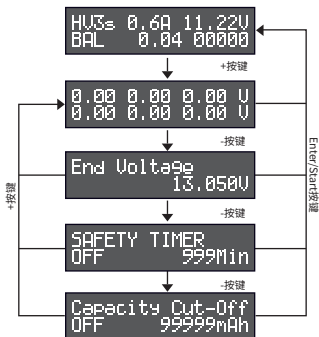 HV3s 0.6A 11.22V
BAL 0.04 00000
+按键
0.00 0.00 0.00 V
0.00 0.00 0.00 V
-按键
End Voltage
13.050V
-按键
SAFETY TIMER
OFF 999Min
-按键
Capacity Cut-Off
OFF 99999mAh
+按键
Enter/Start按键